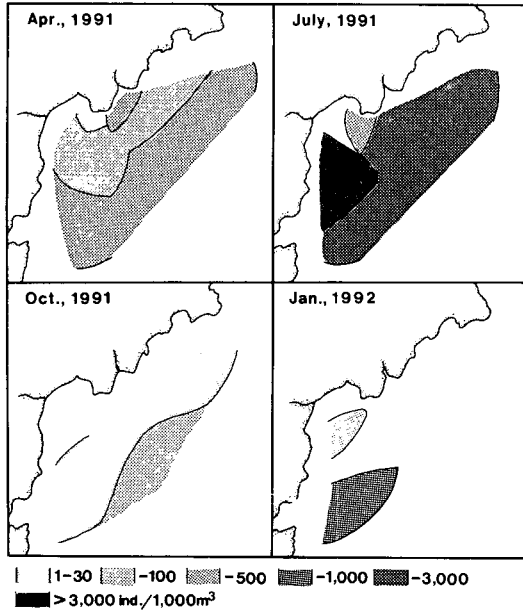 Apr., 1991
July, 1991
Oct., 1991
Jan., 1992
1-30 -100 -500 -1,000 -3,000
> 3,000 ind./1,000m³